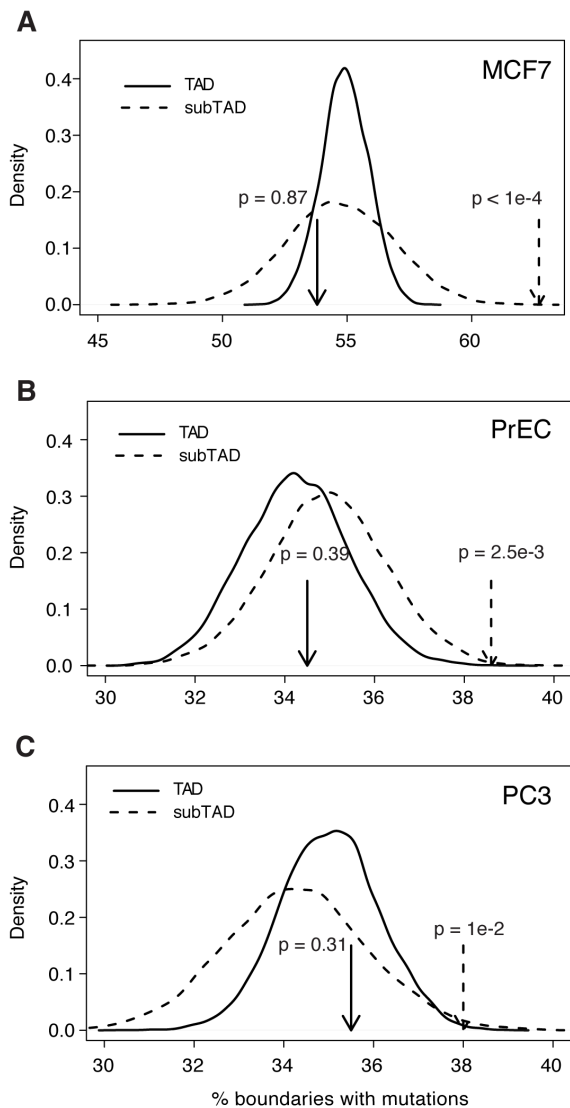 A
MCF7
TAD
subTAD
Density
0.4
0.3
0.2
0.1
0.0
p = 0.87
p < 1e-4
45 50 55 60
B
PrEC
TAD
subTAD
Density
0.4
0.3
0.2
0.1
0.0
p = 0.39
p = 2.5e-3
30 32 34 36 38 40
C
PC3
TAD
subTAD
Density
0.4
0.3
0.2
0.1
0.0
p = 0.31
p = 1e-2
30 32 34 36 38 40
% boundaries with mutations